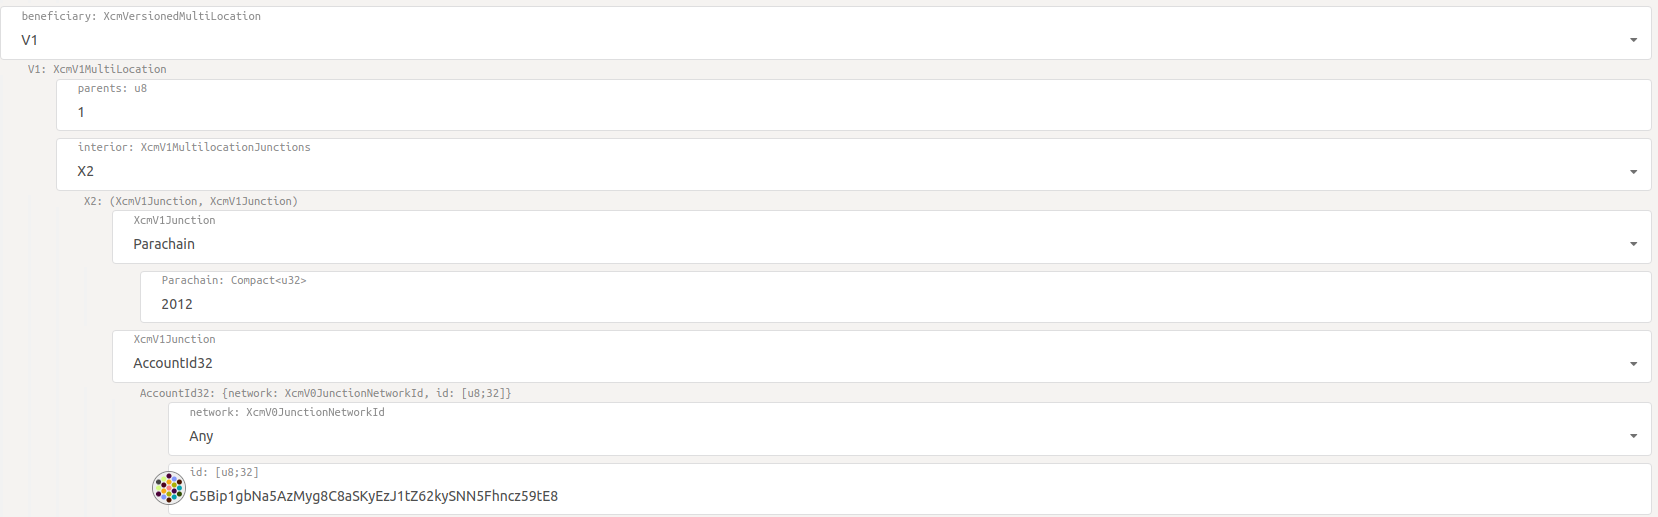 beneficiary: XcmVersionedMultiLocation
V1
V1: XcmV1MultiLocation
parents: u8
1
interior: XcmV1MultilocationJunctions
X2
X2: (XcmV1Junction, XcmV1Junction)
XcmV1Junction
Parachain
Parachain: Compact<u32>
2012
XcmV1Junction
AccountId32
AccountId32: {network: XcmV0JunctionNetworkId, id: [u8;32]}
network: XcmV0JunctionNetworkId
Any
id: [u8;32]
G5Bip1gbNa5AzMyg8C8aSKyEzJ1tZ62kySNN5Fhncz59tE8